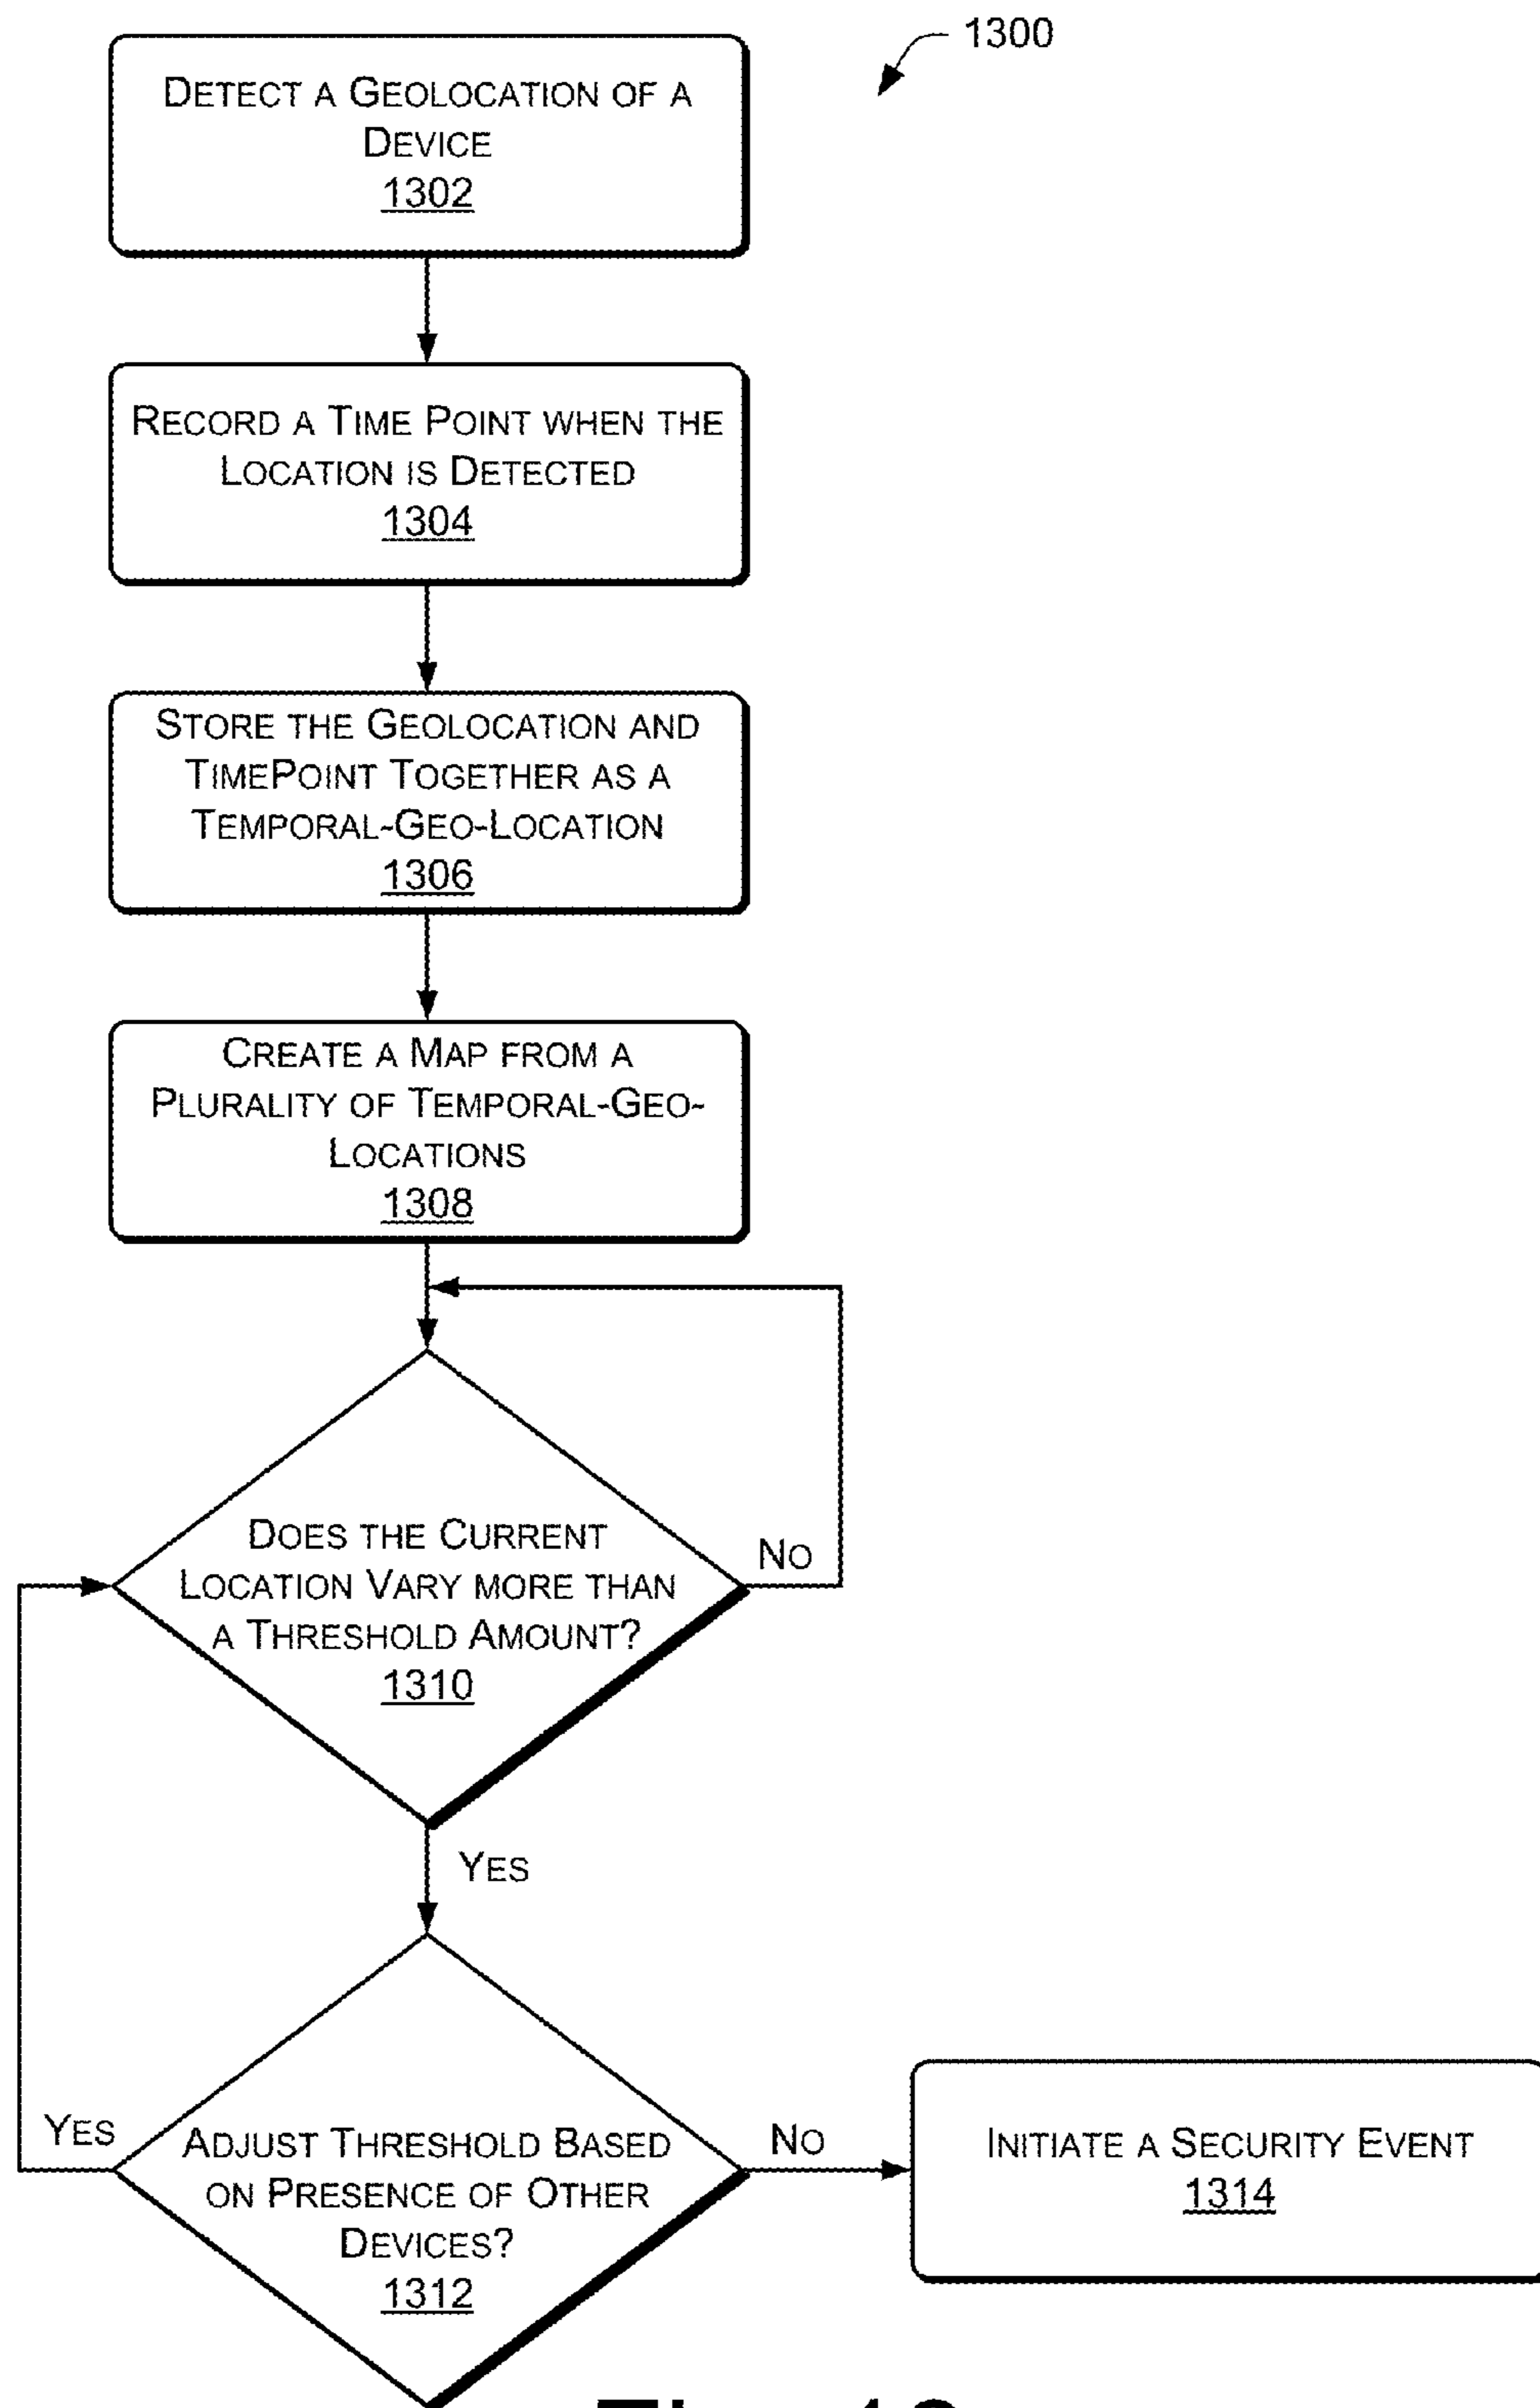 1300
DETECT A GEOLOCATION OF A
DEVICE
1302
RECORD A TIME POINT WHEN THE
LOCATION IS DETECTED
1304
STORE THE GEOLOCATION AND
TIMEPOINT TOGETHER AS A
TEMPORAL-GEO-LOCATION
1306
CREATE A MAP FROM A
PLURALITY OF TEMPORAL-GEO-
LOCATIONS
1308
DOES THE CURRENT
LOCATION VARY MORE THAN
A THRESHOLD AMOUNT?
1310
NO
YES
YES
ADJUST THRESHOLD BASED
ON PRESENCE OF OTHER
DEVICES?
1312
NO
INITIATE A SECURITY EVENT
1314